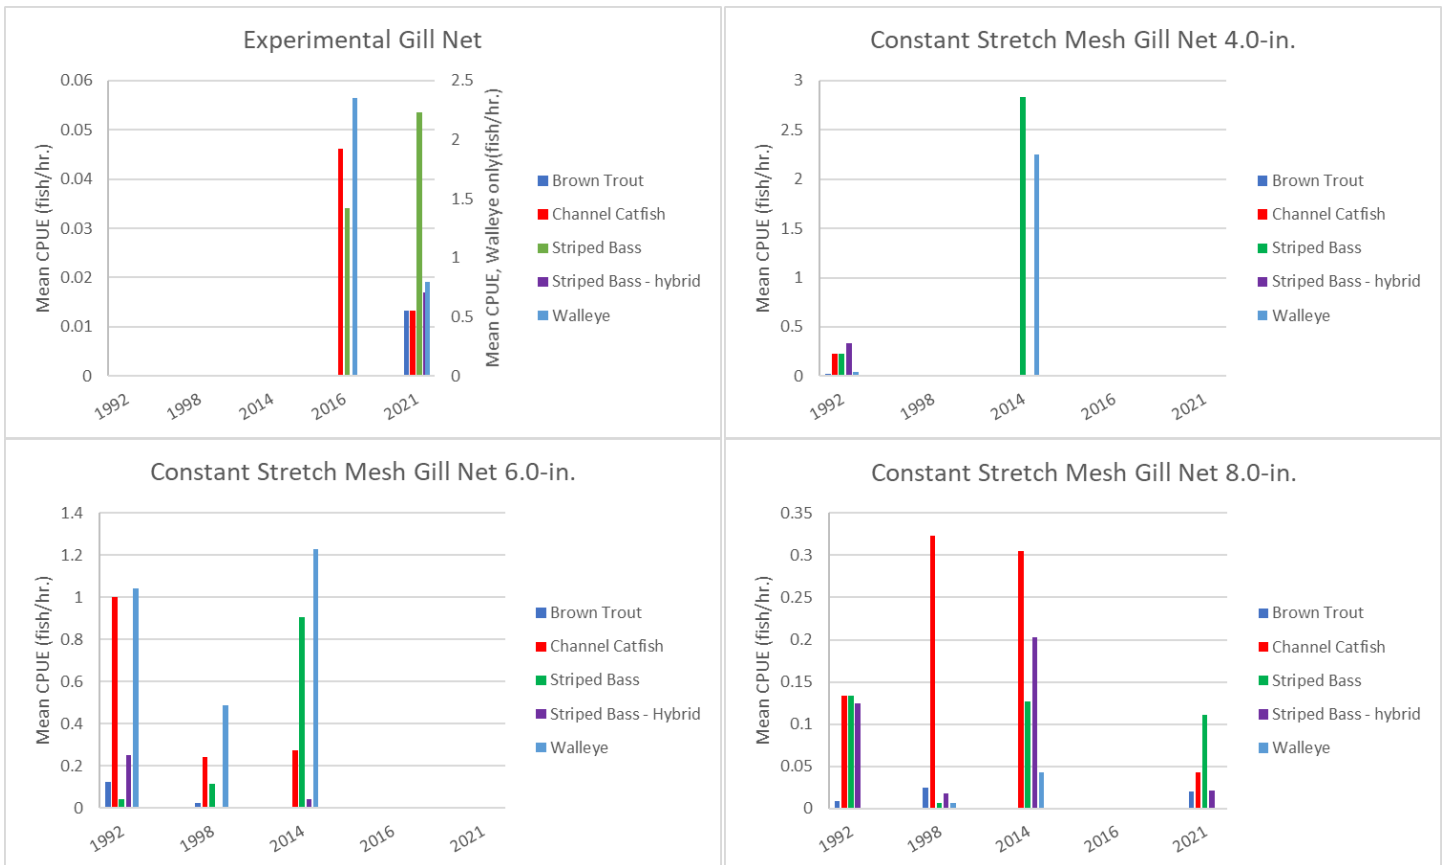 Experimental Gill Net
Mean CPUE (fish/hr.)
0.06
0.05
0.04
0.03
0.02
0.01
0
2.5
2
1.5
1
0.5
0
Mean CPUE, Walleye only(fish/hr.)
1992
1998
2014
2016
2021
Brown Trout
Channel Catfish
Striped Bass
Striped Bass - hybrid
Walleye
Constant Stretch Mesh Gill Net 4.0-in.
Mean CPUE (fish/hr.)
3
2.5
2
1.5
1
0.5
0
1992
1998
2014
2016
2021
Brown Trout
Channel Catfish
Striped Bass
Striped Bass - hybrid
Walleye
Constant Stretch Mesh Gill Net 6.0-in.
Mean CPUE (fish/hr.)
1.4
1.2
1
0.8
0.6
0.4
0.2
0
1992
1998
2014
2016
2021
Brown Trout
Channel Catfish
Striped Bass
Striped Bass - Hybrid
Walleye
Constant Stretch Mesh Gill Net 8.0-in.
Mean CPUE (fish/hr.)
0.35
0.3
0.25
0.2
0.15
0.1
0.05
0
1992
1998
2014
2016
2021
Brown Trout
Channel Catfish
Striped Bass
Striped Bass - hybrid
Walleye